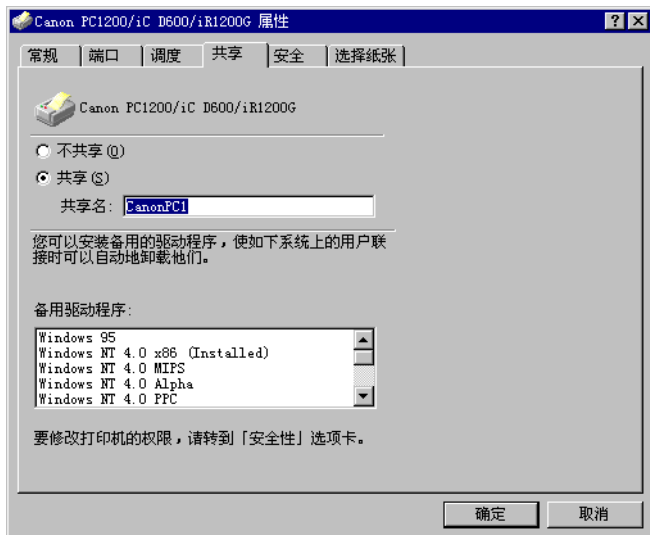 Canon PC1200/iC D600/iR1200G 属性
常规 端口 调度 共享 安全 选择纸张
Canon PC1200/iC D600/iR1200G
不共享(O)
共享(S)
共享名: CanonPC1
您可以安装备用的驱动程序，使如下系统上的用户联
接时可以自动地卸载他们。
备用驱动程序:
Windows 95
Windows NT 4.0 x86 (Installed)
Windows NT 4.0 MIPS
Windows NT 4.0 Alpha
Windows NT 4.0 PPC
要修改打印机的权限，请转到「安全性」选项卡。
确定 取消